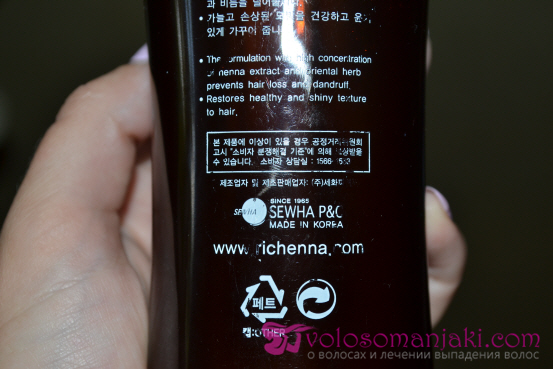 과 비듬을
• 가늘고 손상된 모발을 건강하고 윤기
있게 가꾸어 줍니다
• The formulation with high concentration
of henna extract and oriental herb
prevents hair loss and dandruff.
• Restores healthy and shiny texture
to hair.
본 제품에 이상이 있을 경우 공정거래위원회
고시 "소비자 분쟁해결 기준"에 의해 보상받을 수
있습니다. 소비자 상담실 :
제조업자 및 제조판매업자: (주)세화
SEWHA
SINCE 1965
SEWHA P&C
MADE IN KOREA
www.richenna.com
페트
캡:OTHER
volosomanjaki.com
о волосах и лечении выпадения волос